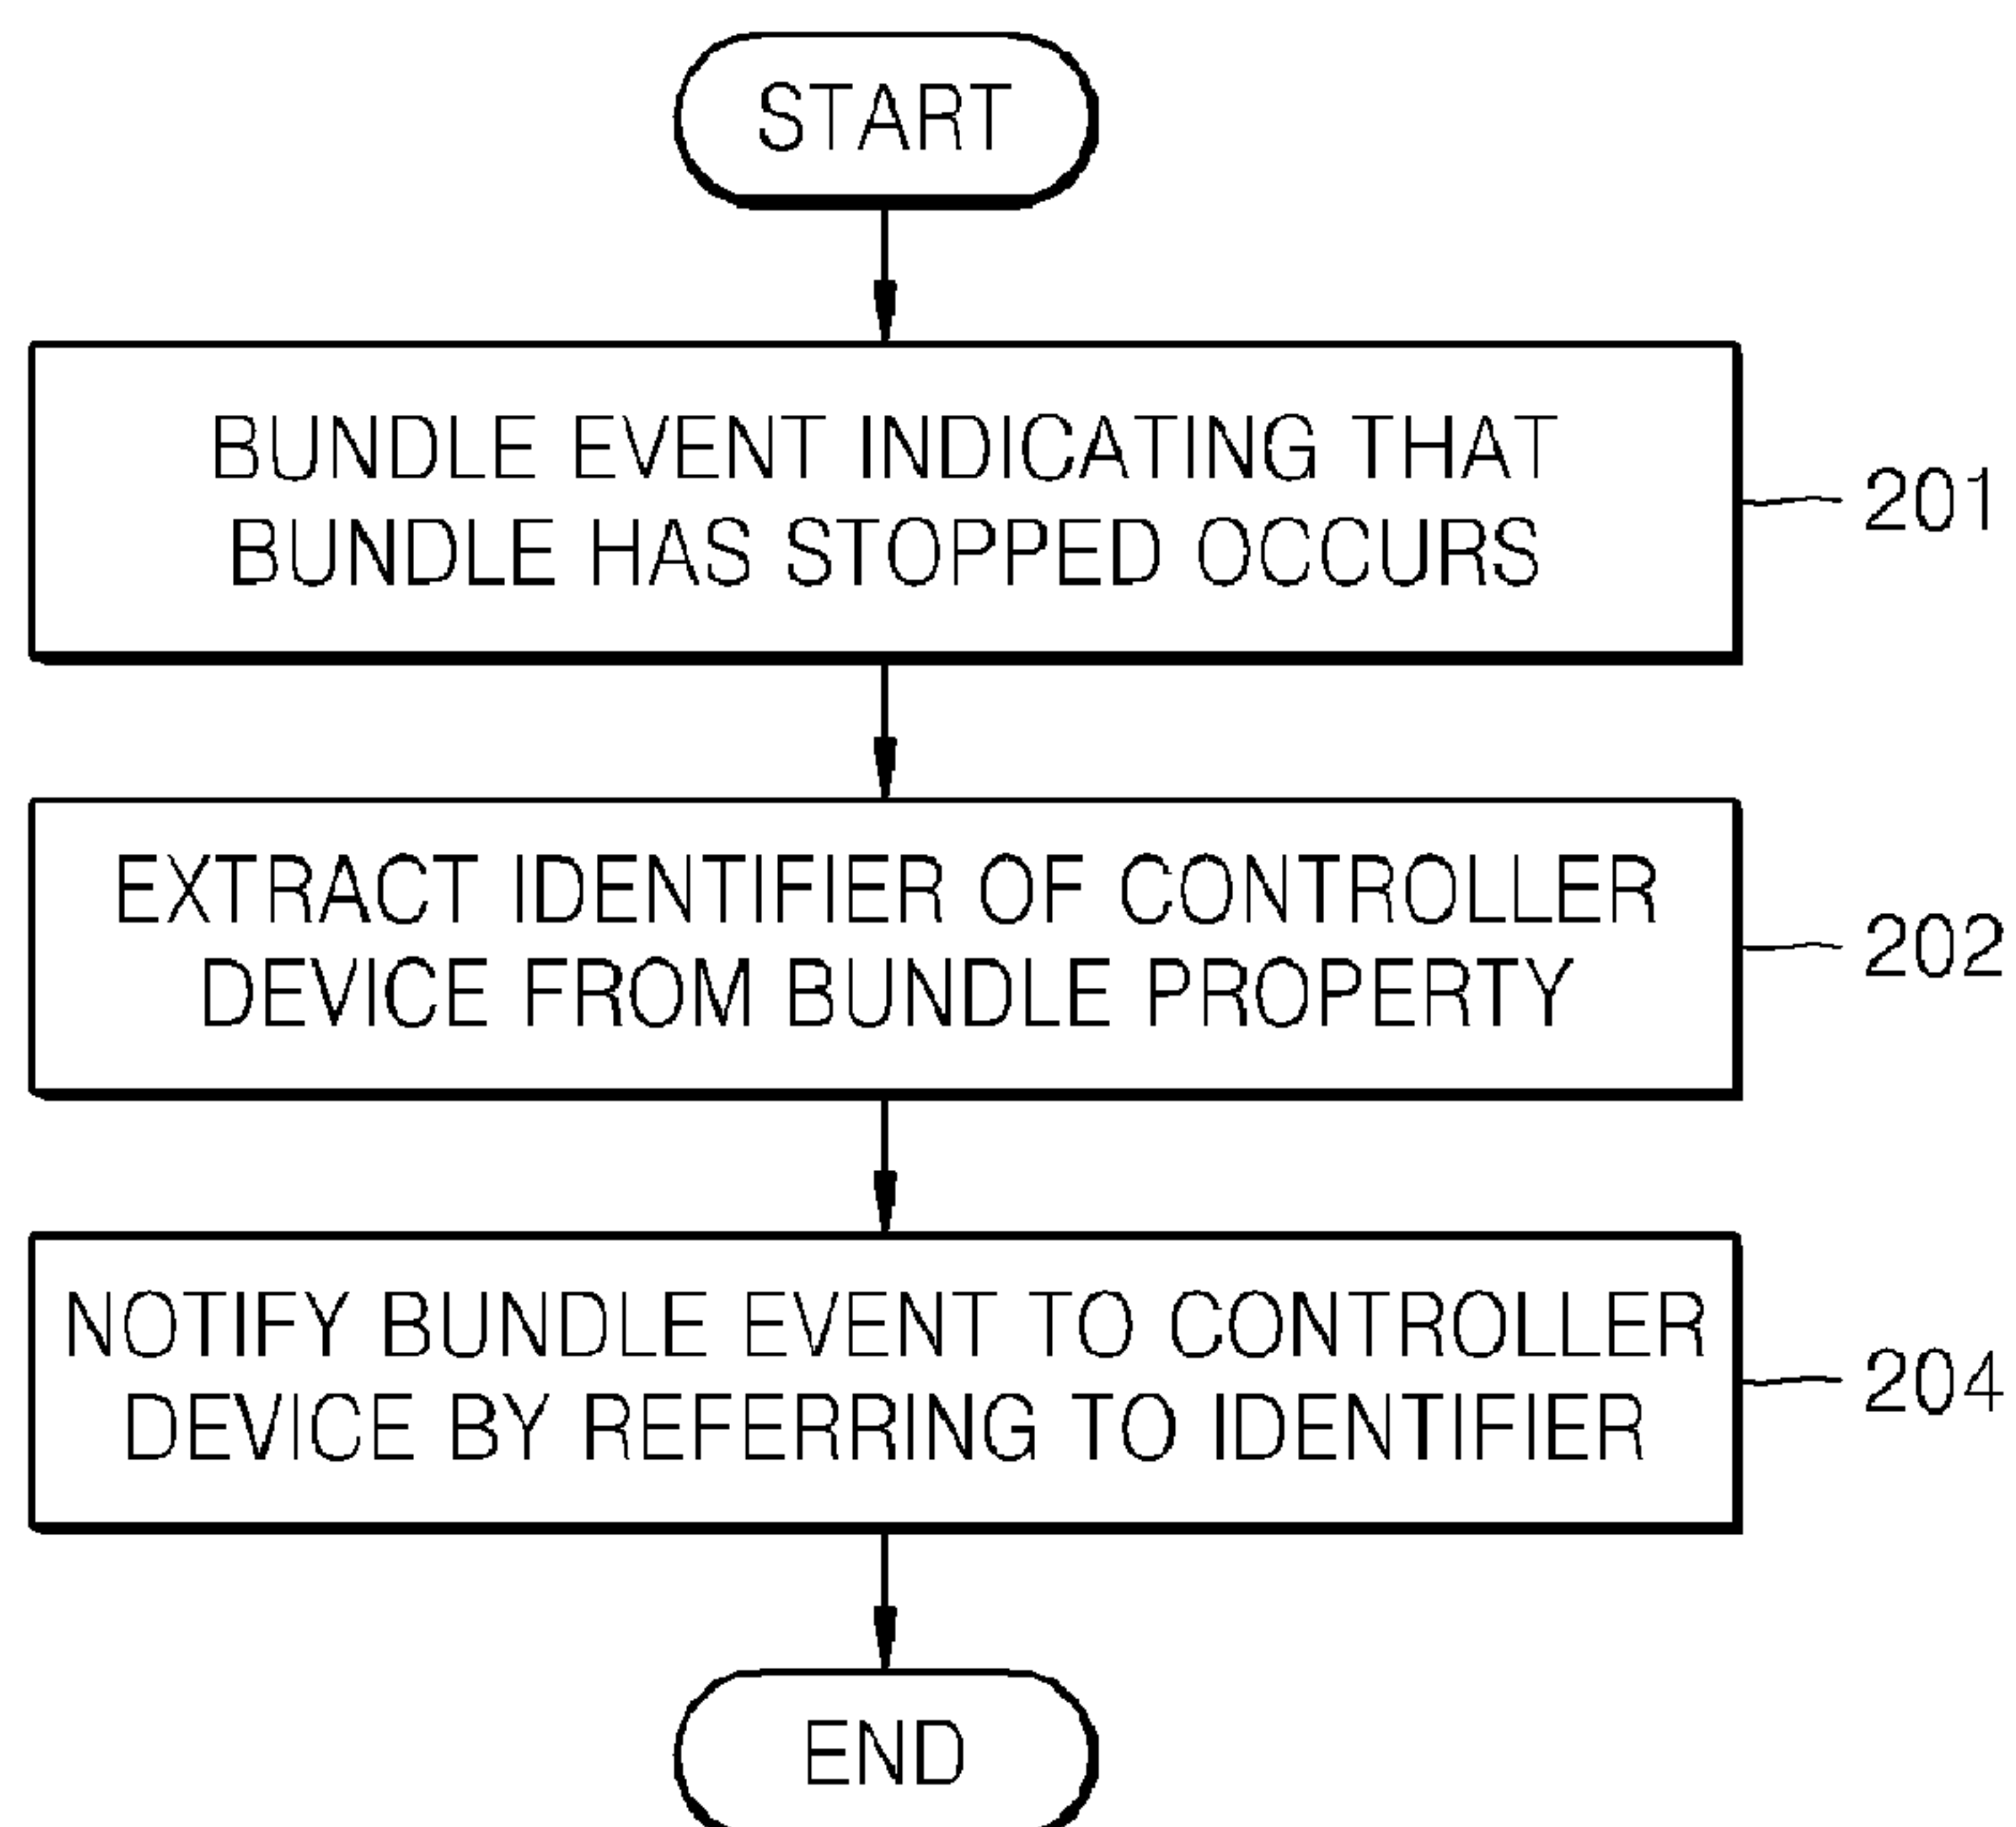 START
BUNDLE EVENT INDICATING THAT
BUNDLE HAS STOPPED OCCURS
201
EXTRACT IDENTIFIER OF CONTROLLER
DEVICE FROM BUNDLE PROPERTY
202
NOTIFY BUNDLE EVENT TO CONTROLLER
DEVICE BY REFERRING TO IDENTIFIER
204
END